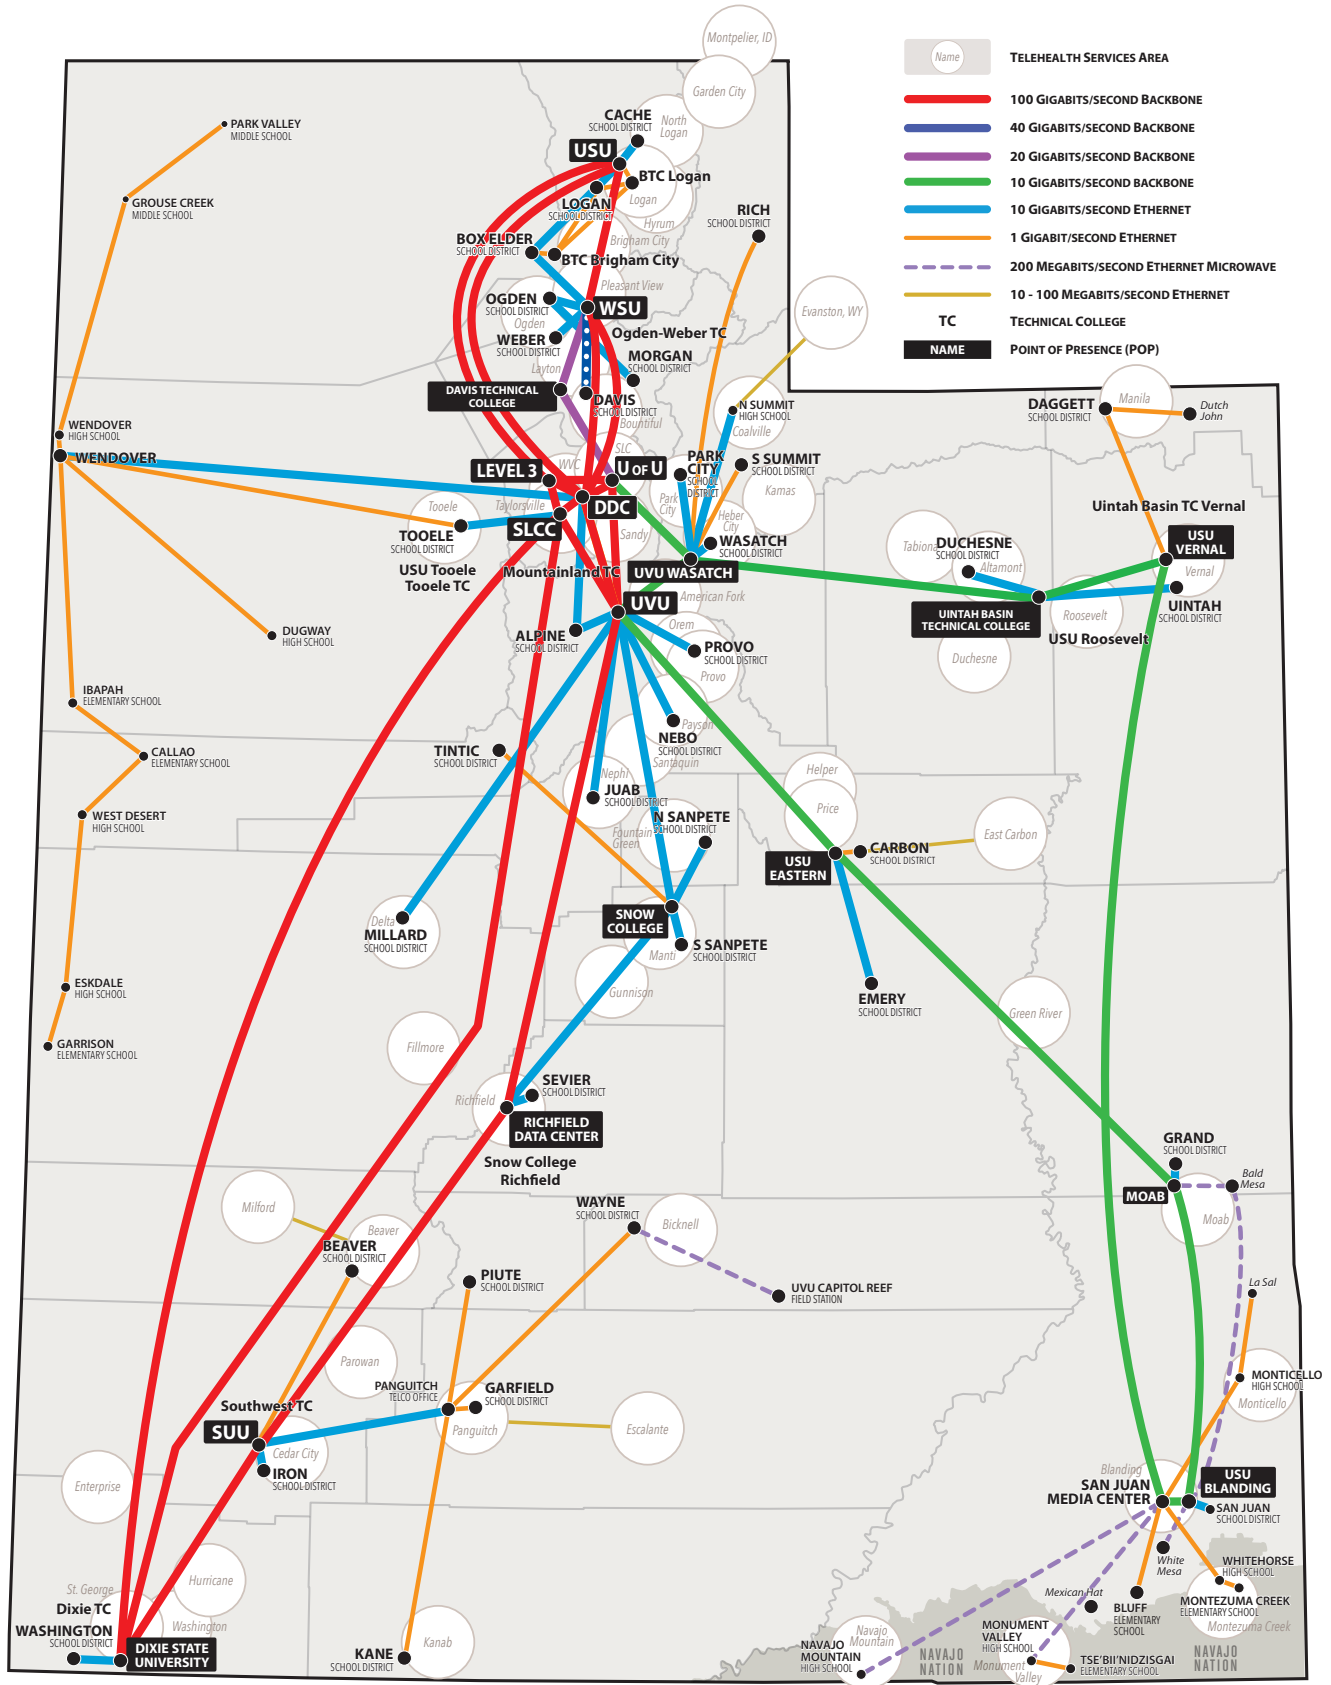 Montpelier, ID
Garden City
Name
TELEHEALTH SERVICES AREA
100 GIGABITS/SECOND BACKBONE
40 GIGABITS/SECOND BACKBONE
20 GIGABITS/SECOND BACKBONE
10 GIGABITS/SECOND BACKBONE
10 GIGABITS/SECOND ETHERNET
1 GIGABIT/SECOND ETHERNET
200 MEGABITS/SECOND ETHERNET MICROWAVE
10 - 100 MEGABITS/SECOND ETHERNET
TC
TECHNICAL COLLEGE
NAME
POINT OF PRESENCE (POP)
PARK VALLEY
MIDDLE SCHOOL
GROUSE CREEK
MIDDLE SCHOOL
CACHE
SCHOOL DISTRICT
North
Logan
USU
BTC Logan
Logan
LOGAN
SCHOOL DISTRICT
Hyrum
RICH
SCHOOL DISTRICT
BOX ELDER
SCHOOL DISTRICT
Brigham City
BTC Brigham City
Pleasant View
OGDEN
SCHOOL DISTRICT
Ogden
WSU
Evanston, WY
WEBER
SCHOOL DISTRICT
Ogden-Weber TC
MORGAN
SCHOOL DISTRICT
Layton
DAVIS TECHNICAL
COLLEGE
DAVIS
SCHOOL DISTRICT
Bountiful
N SUMMIT
HIGH SCHOOL
Coalville
DAGGETT
SCHOOL DISTRICT
Manila
Dutch
John
WENDOVER
HIGH SCHOOL
WENDOVER
SLC
LEVEL 3
WVC
U OF U
PARK
CITY
SCHOOL
DISTRICT
S SUMMIT
SCHOOL DISTRICT
Kamas
Park
City
Heber
City
Tooele
Taylorsville
DDC
SLCC
Sandy
TOOELE
SCHOOL DISTRICT
USU Tooele
Tooele TC
WASATCH
SCHOOL DISTRICT
UVU WASATCH
Mountainland TC
American Fork
Uintah Basin TC Vernal
USU
VERNAL
Vernal
Tabiona
DUCHESNE
SCHOOL DISTRICT
Altamont
UINTAH BASIN
TECHNICAL COLLEGE
Roosevelt
USU Roosevelt
UINTAH
SCHOOL DISTRICT
Duchesne
UVU
Orem
ALPINE
SCHOOL DISTRICT
PROVO
SCHOOL DISTRICT
Provo
DUGWAY
HIGH SCHOOL
IBAPAH
ELEMENTARY SCHOOL
CALLAO
ELEMENTARY SCHOOL
Payson
NEBO
SCHOOL DISTRICT
Santaquin
TINTIC
SCHOOL DISTRICT
Nephi
JUAB
SCHOOL DISTRICT
Helper
Price
WEST DESERT
HIGH SCHOOL
N SANPETE
SCHOOL DISTRICT
Fountain
Green
East Carbon
CARBON
SCHOOL DISTRICT
USU
EASTERN
SNOW
COLLEGE
Delta
MILLARD
SCHOOL DISTRICT
S SANPETE
SCHOOL DISTRICT
Manti
Gunnison
ESKDALE
HIGH SCHOOL
EMERY
SCHOOL DISTRICT
Green River
GARRISON
ELEMENTARY SCHOOL
Fillmore
SEVIER
SCHOOL DISTRICT
Richfield
RICHFIELD
DATA CENTER
Snow College
Richfield
GRAND
SCHOOL DISTRICT
MOAB
Bald
Mesa
Moab
Milford
Beaver
BEAVER
SCHOOL DISTRICT
WAYNE
SCHOOL DISTRICT
Bicknell
PIUTE
SCHOOL DISTRICT
UVU CAPITOL REEF
FIELD STATION
La Sal
Parowan
PANGUITCH
TELCO OFFICE
GARFIELD
SCHOOL DISTRICT
Panguitch
Escalante
MONTICELLO
HIGH SCHOOL
Monticello
Southwest TC
SUU
Cedar City
IRON
SCHOOL DISTRICT
Enterprise
Blanding
SAN JUAN
MEDIA CENTER
USU
BLANDING
SAN JUAN
SCHOOL DISTRICT
White
Mesa
WHITEHORSE
HIGH SCHOOL
Hurricane
St. George
Dixie TC
Washington
WASHINGTON
SCHOOL DISTRICT
DIXIE STATE
UNIVERSITY
Mexican Hat
BLUFF
ELEMENTARY
SCHOOL
MONTEZUMA CREEK
ELEMENTARY SCHOOL
Montezuma Creek
KANE
SCHOOL DISTRICT
Kanab
Navajo
Mountain
NAVAJO
MOUNTAIN
HIGH SCHOOL
NAVAJO
NATION
MONUMENT
VALLEY
HIGH SCHOOL
Monument
Valley
TSE'BII'NIDZISGAI
ELEMENTARY SCHOOL
NAVAJO
NATION